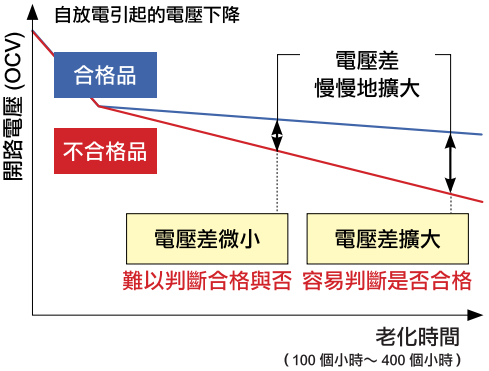 自放電引起的電壓下降
開路電壓 (OCV)
合格品
不合格品
電壓差
慢慢地擴大
電壓差微小
電壓差擴大
難以判斷合格與否
容易判斷是否合格
老化時間
（100 個小時～ 400 個小時）